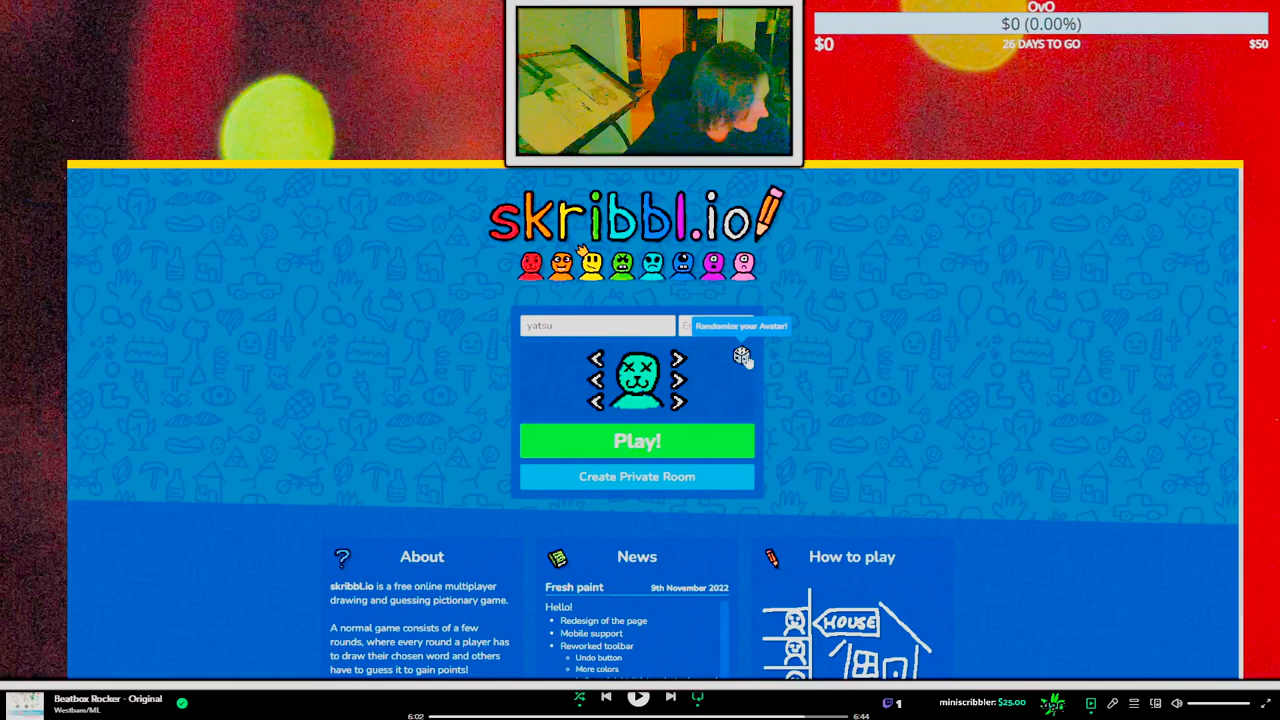 OvO
$0 (0.00%)
$0
26 DAYS TO GO
$50
skribbl.io
yatsu
Randomize your Avatar!
Play!
Create Private Room
About
skribbl.io is a free online multiplayer
drawing and guessing pictionary game.
A normal game consists of a few
rounds, where every round a player has
to draw their chosen word and others
have to guess it to gain points!
News
Fresh paint
9th November 2022
Hello!
Redesign of the page
Mobile support
Reworked toolbar
Undo button
More colors
How to play
HOUSE
Beatbox Rocker - Original
Westbam/ML
6:02
6:44
1
miniscribbler: $25.00